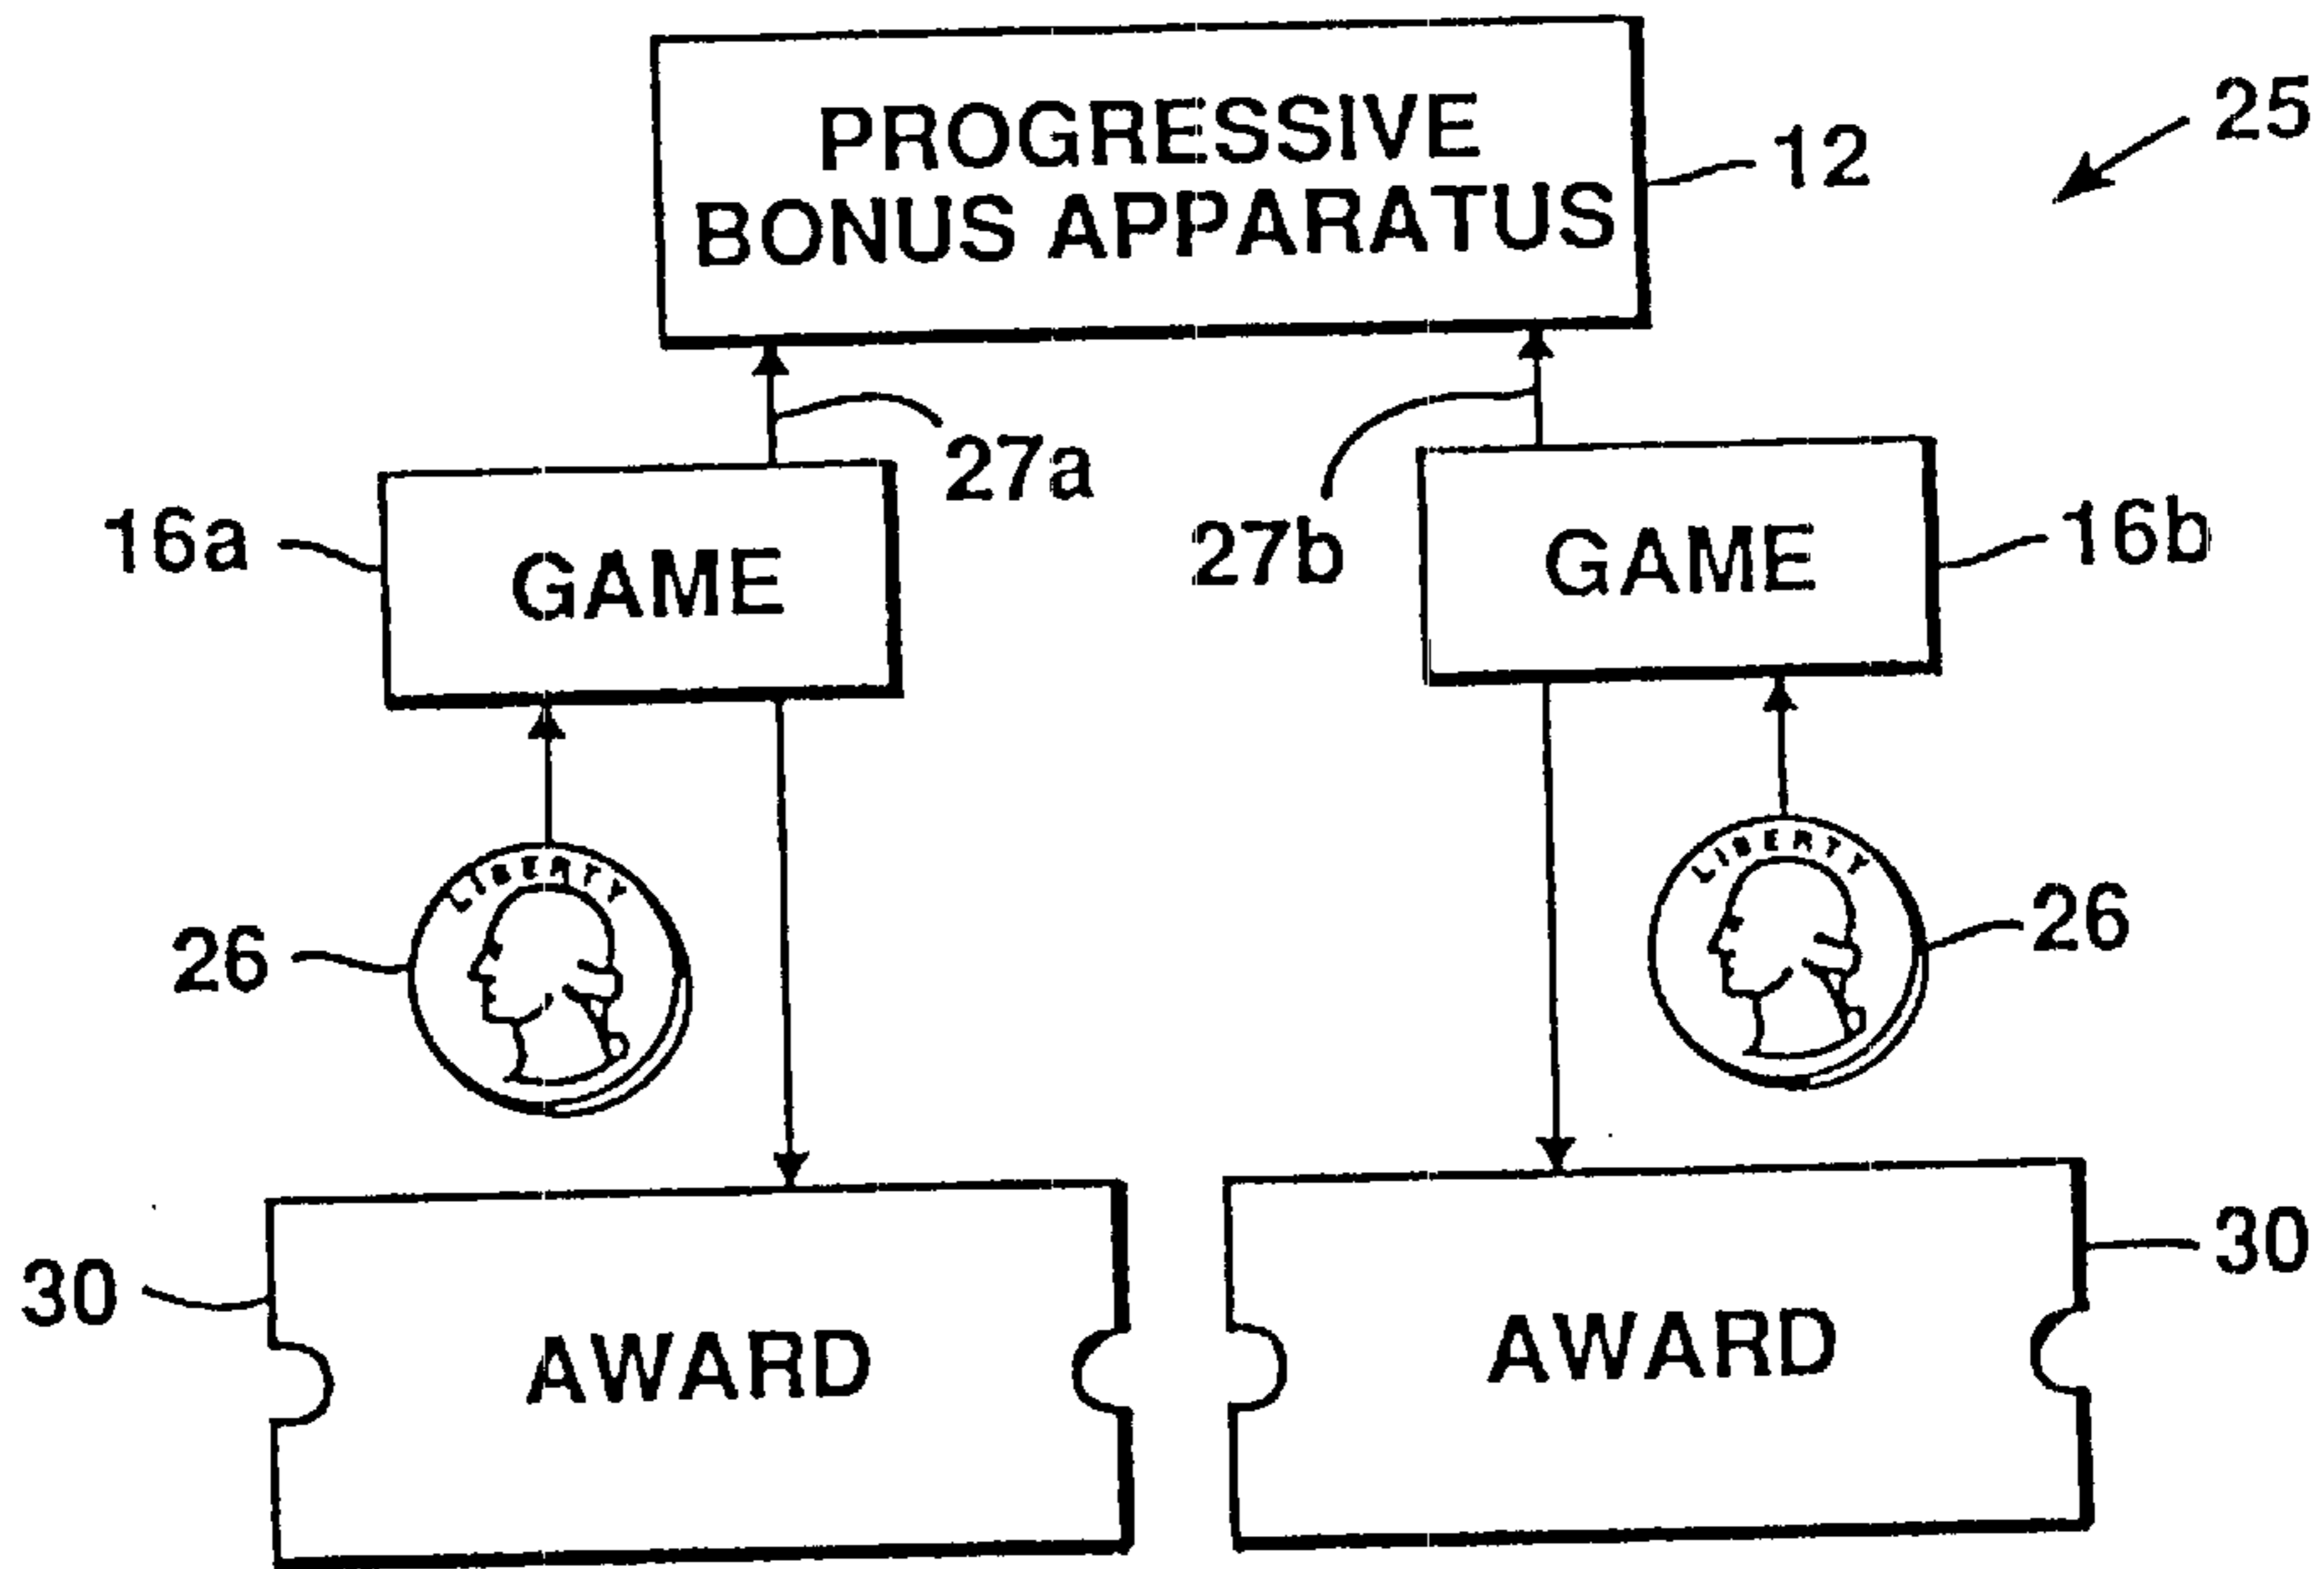 PROGRESSIVE
BONUS APPARATUS
12
25
27a
27b
16a
GAME
GAME
16b
LIBERTY
LIBERTY
26
26
30
AWARD
AWARD
30